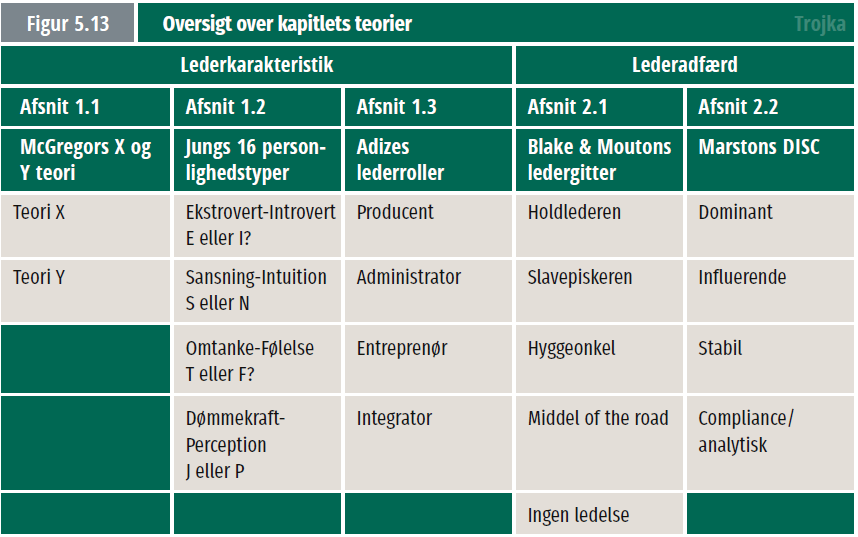 Figur 5.13
Oversigt over kapitlets teorier
Trojka
Lederkarakteristik
Lederadfærd
Afsnit 1.1
Afsnit 1.2
Afsnit 1.3
Afsnit 2.1
Afsnit 2.2
McGregors X og
Y teori
Jungs 16 person-
lighedstyper
Adizes
lederroller
Blake & Moutons
ledergitter
Marstons DISC
Teori X
Ekstrovert-Introvert
E eller I?
Producent
Holdlederen
Dominant
Teori Y
Sansning-Intuition
S eller N
Administrator
Slavepiskeren
Influerende
Omtanke-Følelse
T eller F?
Entreprenør
Hyggeonkel
Stabil
Dømmekraft-
Perception
J eller P
Integrator
Middel of the road
Compliance/
analytisk
Ingen ledelse